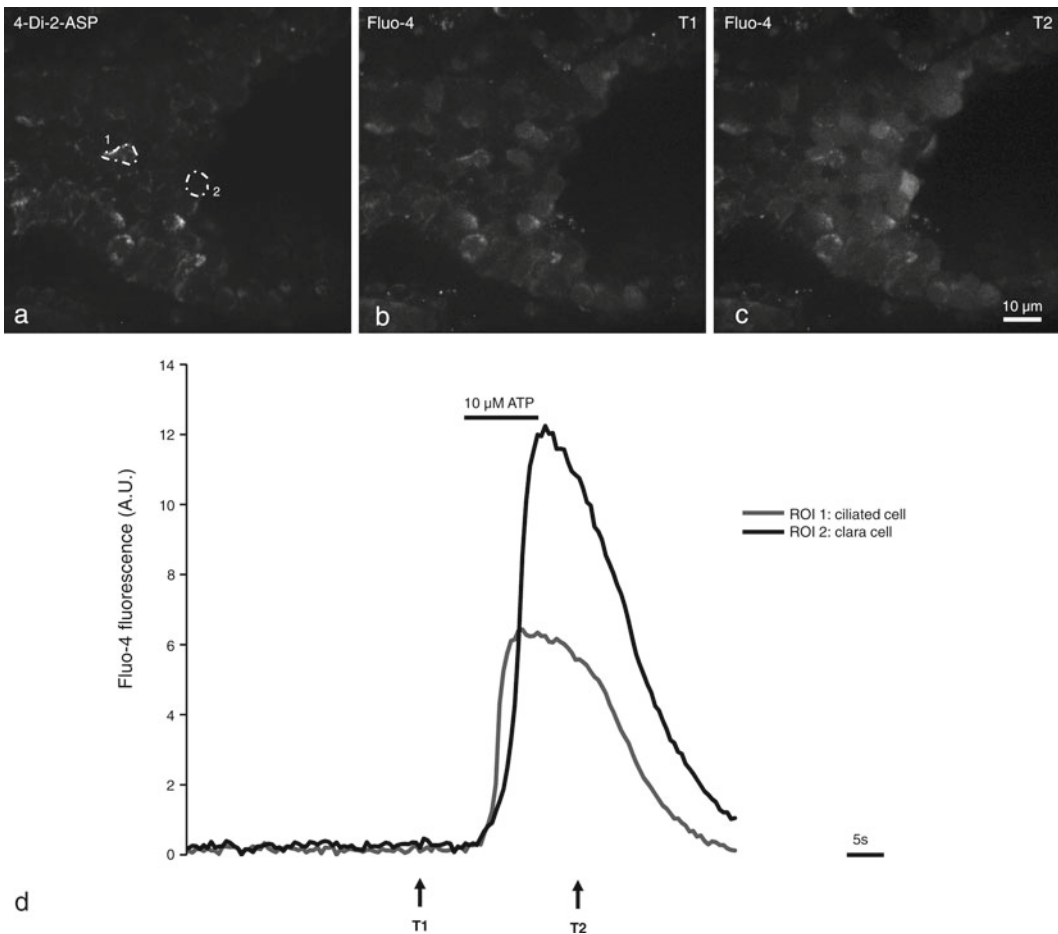 4-Di-2-ASP
Fluo-4 T1
Fluo-4 T2
1
2
a
b
c
10 µm
14
12
10
8
6
4
2
0
Fluo-4 fluorescence (A.U.)
10 µM ATP
ROI 1: ciliated cell
ROI 2: clara cell
5s
T1
T2
d